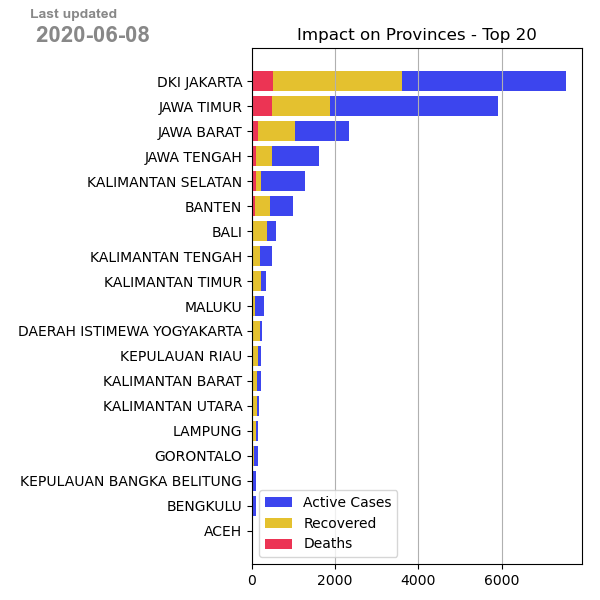 Last updated
2020-06-08
Impact on Provinces - Top 20
DKI JAKARTA
JAWA TIMUR
JAWA BARAT
JAWA TENGAH
KALIMANTAN SELATAN
BANTEN
BALI
KALIMANTAN TENGAH
KALIMANTAN TIMUR
MALUKU
DAERAH ISTIMEWA YOGYAKARTA
KEPULAUAN RIAU
KALIMANTAN BARAT
KALIMANTAN UTARA
LAMPUNG
GORONTALO
KEPULAUAN BANGKA BELITUNG
BENGKULU
ACEH
Active Cases
Recovered
Deaths
0 2000 4000 6000